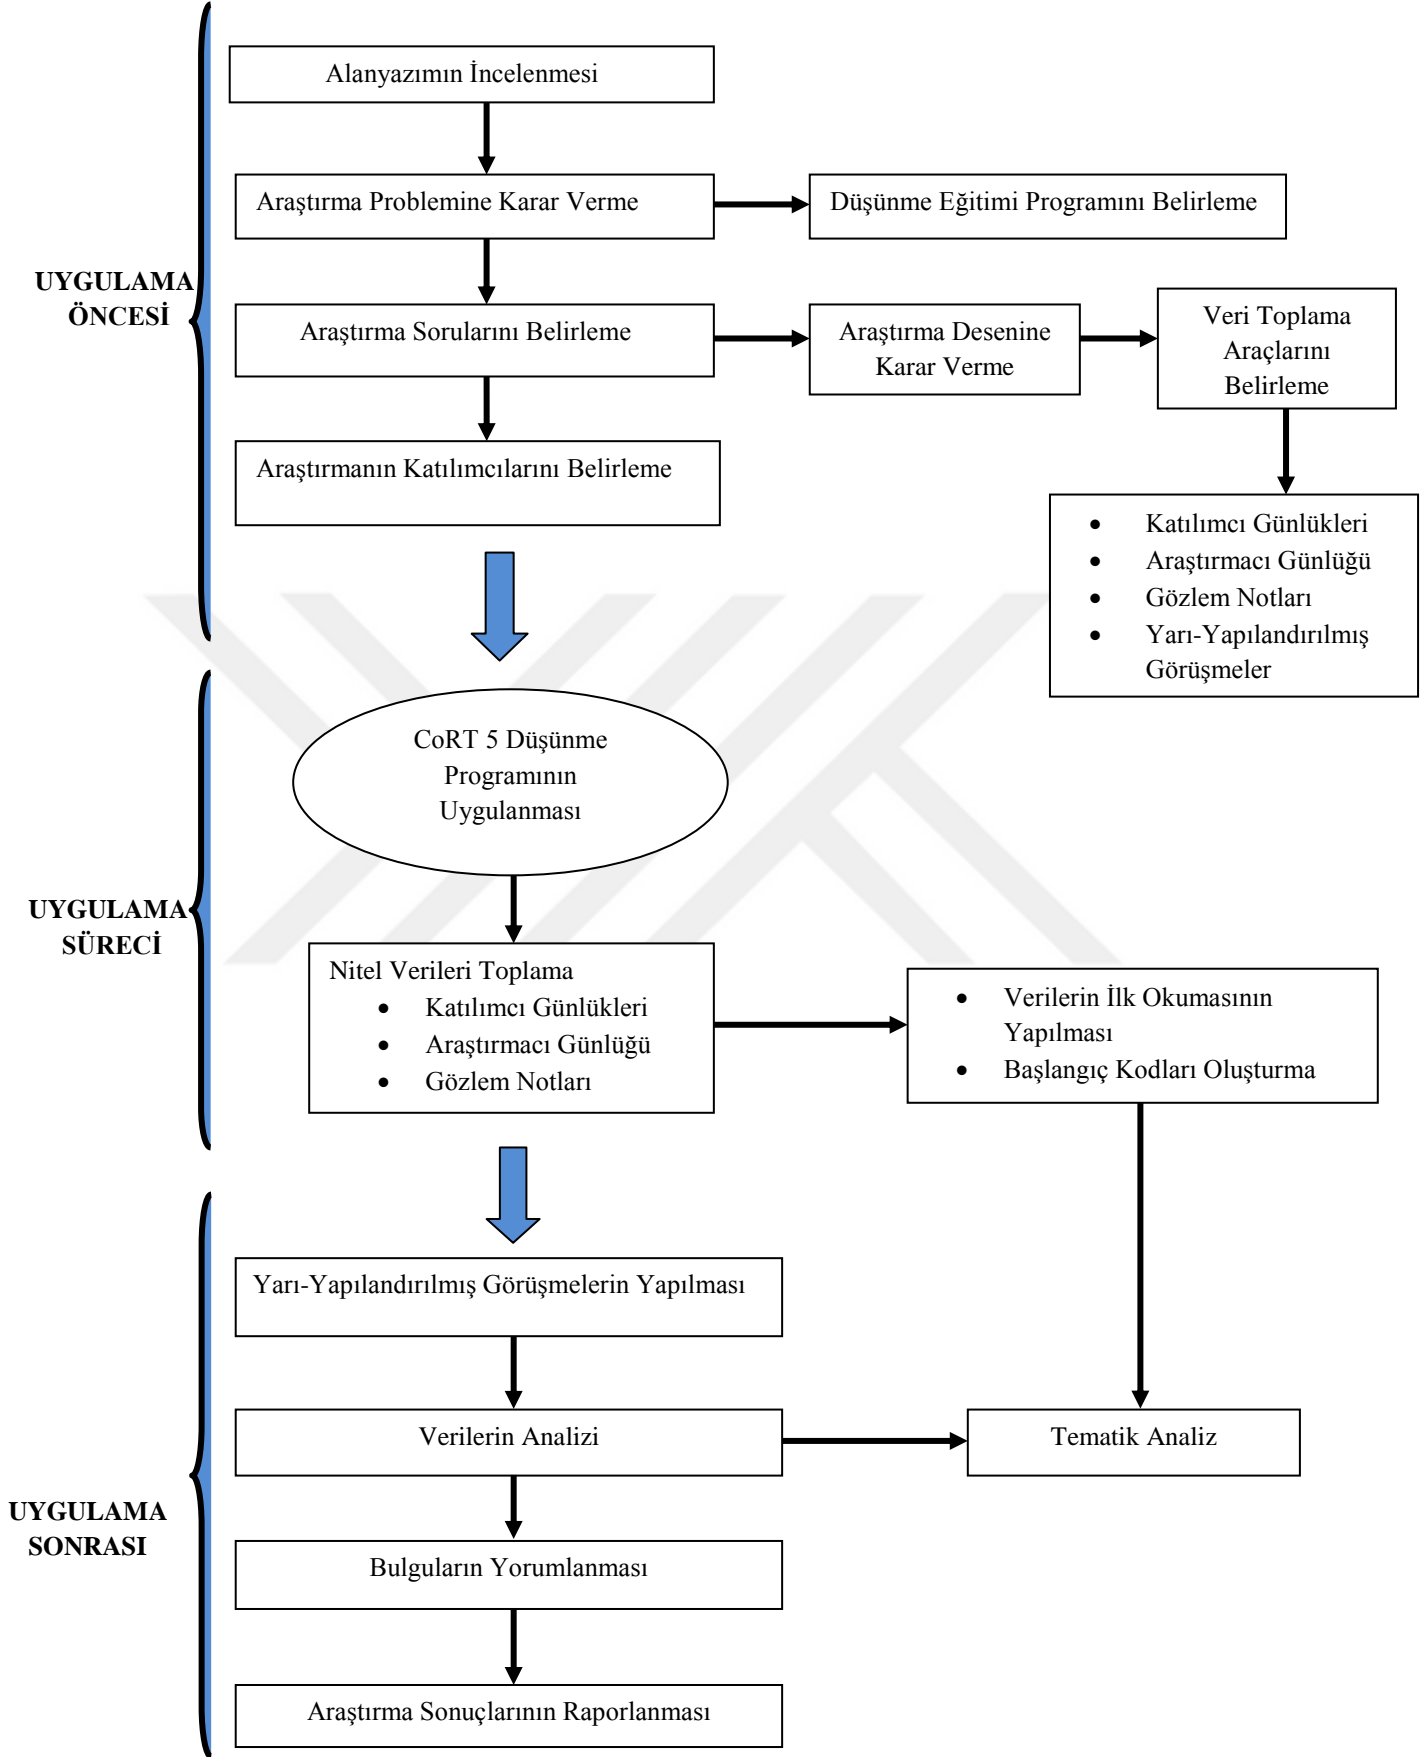 Alanyazımın İncelenmesi
Araştırma Problemine Karar Verme
Düşünme Eğitimi Programını Belirleme
UYGULAMA
ÖNCESİ
Araştırma Sorularını Belirleme
Araştırma Desenine
Karar Verme
Veri Toplama
Araçlarını
Belirleme
Araştırmanın Katılımcılarını Belirleme
• Katılımcı Günlükleri
• Araştırmacı Günlüğü
• Gözlem Notları
• Yarı-Yapılandırılmış
Görüşmeler
CoRT 5 Düşünme
Programının
Uygulanması
UYGULAMA
SÜRECİ
Nitel Verileri Toplama
• Katılımcı Günlükleri
• Araştırmacı Günlüğü
• Gözlem Notları
• Verilerin İlk Okumasının
Yapılması
• Başlangıç Kodları Oluşturma
Yarı-Yapılandırılmış Görüşmelerin Yapılması
Verilerin Analizi
Tematik Analiz
UYGULAMA
SONRASI
Bulguların Yorumlanması
Araştırma Sonuçlarının Raporlanması